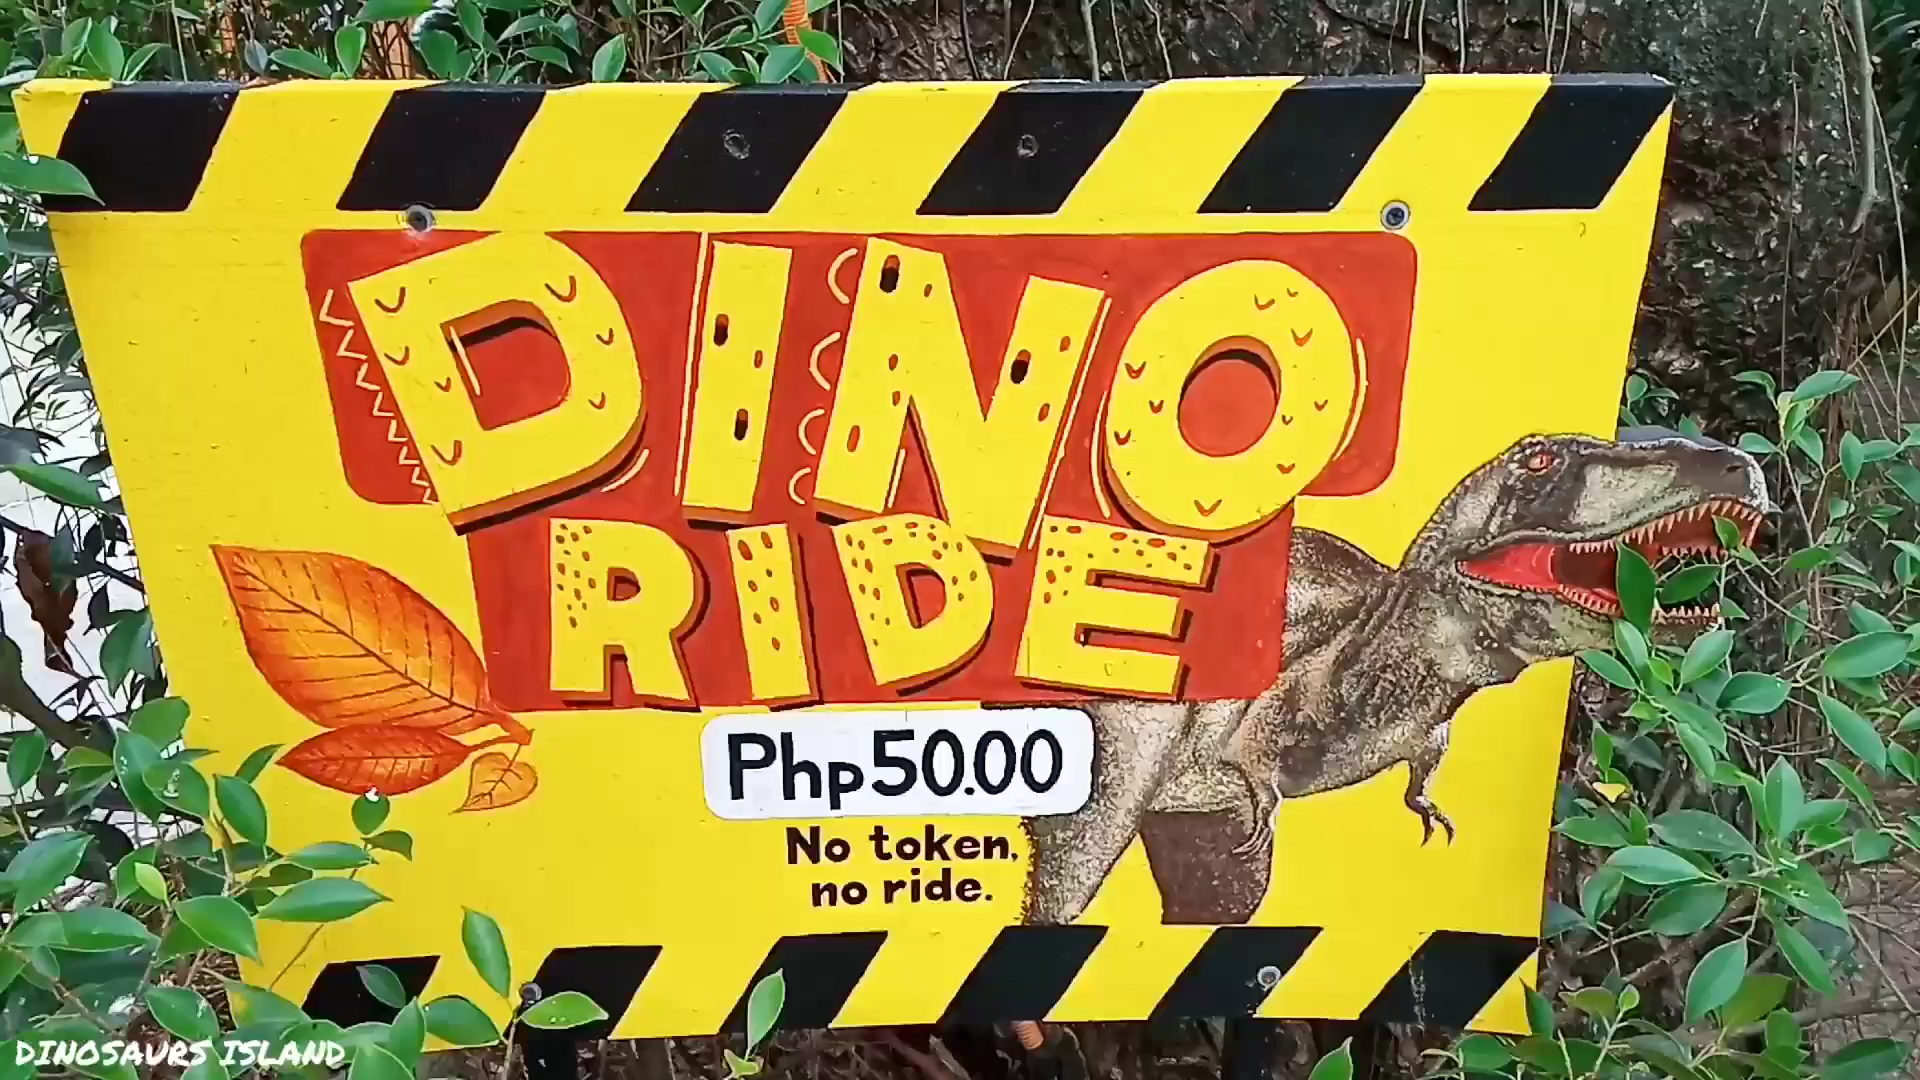 DINO
RIDE
Php50.00
No token,
no ride.
DINOSAURS ISLAND